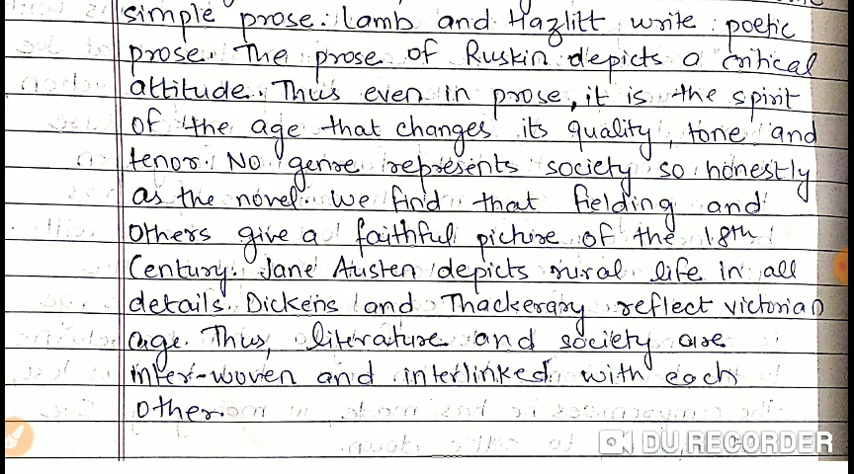 simple prose. Lamb and Hazlitt write poetic
prose. The prose of Ruskin depicts a critical
attitude. Thus even in prose, it is the spirit
of the age that changes its quality, tone and
tenor. No genre represents society so honestly
as the novel. We find that fielding and
others give a faithful picture of the 18th
Century. Jane Austen depicts rural life in all
details. Dickens and Thackerary reflect victorian
age. Thus, literature and society are
inter-woven and interlinked with each
other.
DU RECORDER